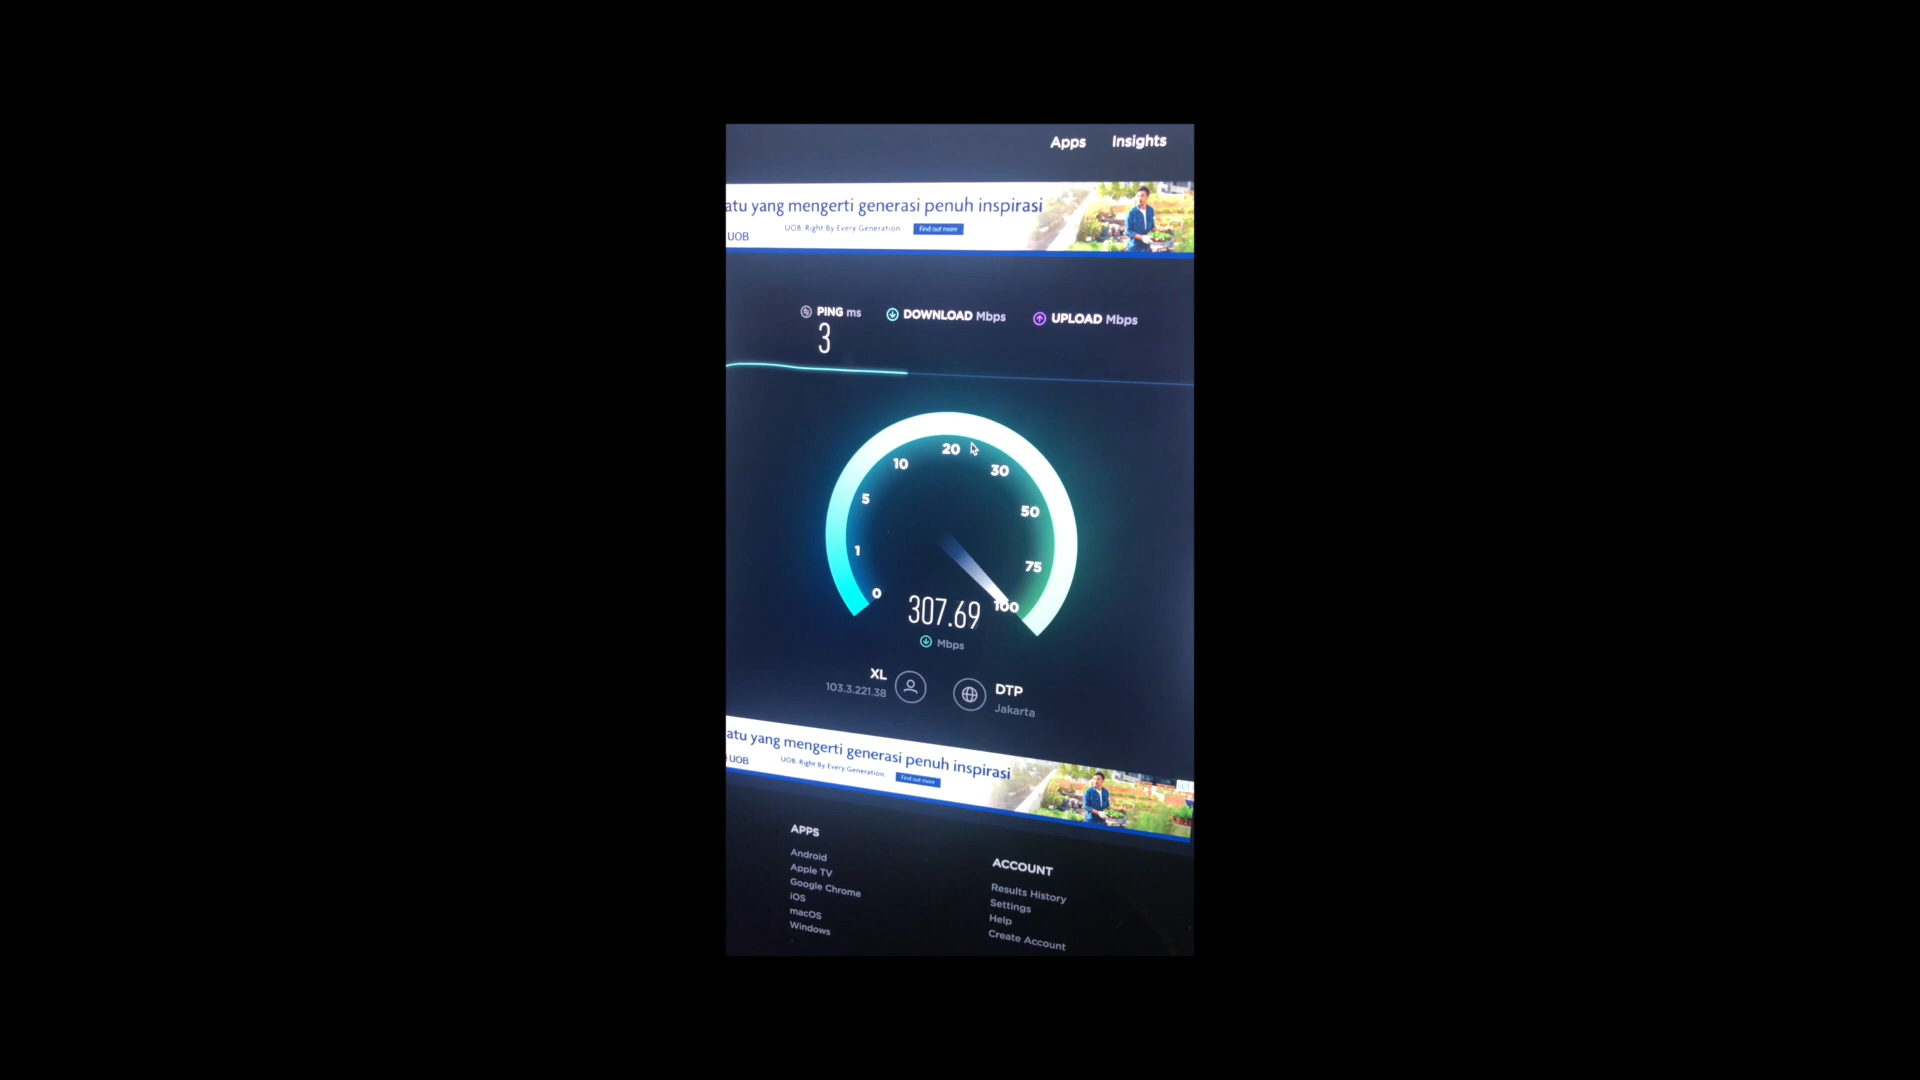 Apps Insights
atu yang mengerti generasi penuh inspirasi
UOB. Right By Every Generation Find out more
UOB
PING ms DOWNLOAD Mbps UPLOAD Mbps
3
0 1 5 10 20 30 50 75 100
307.69
Mbps
XL
103.3.221.38
DTP
Jakarta
atu yang mengerti generasi penuh inspirasi
UOB. Right By Every Generation Find out more
UOB
APPS
Android
Apple TV
Google Chrome
iOS
macOS
Windows
ACCOUNT
Results History
Settings
Help
Create Account